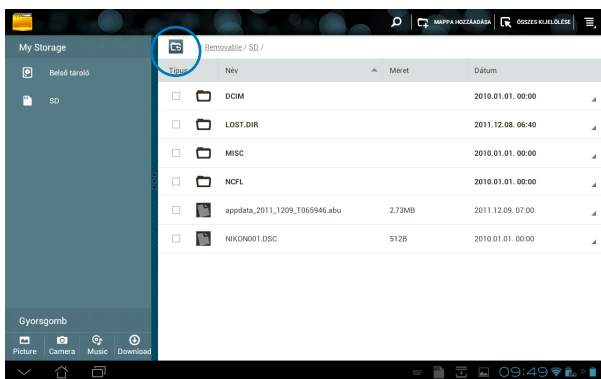 MAPPA HOZZÁADÁSA ÖSSZES KIJELÖLÉSE
My Storage
Removable / SD /
Típus Név Méret Dátum
Belső tároló
SD
DCIM 2010.01.01. 00:00
LOST.DIR 2011.12.08. 06:40
MISC 2010.01.01. 00:00
NCFL 2010.01.01. 00:00
appdata_2011_1209_T065946.abu 2,73MB 2011.12.09. 07:00
NIKON001.DSC 512B 2010.01.01. 00:00
Gyorsgomb
Picture Camera Music Download
09:49